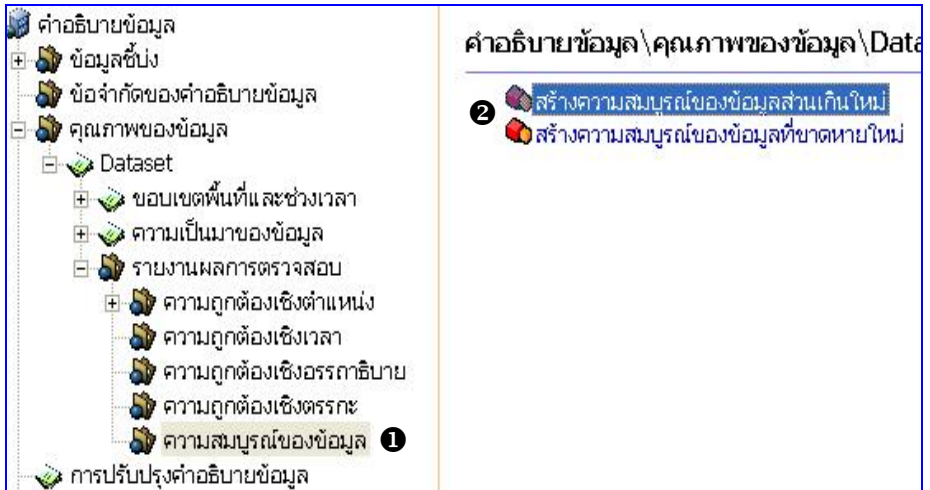 คำอธิบายข้อมูล
ข้อมูลชี้บ่ง
ข้อจำกัดของคำอธิบายข้อมูล
คุณภาพของข้อมูล
Dataset
ขอบเขตพื้นที่และช่วงเวลา
ความเป็นมาของข้อมูล
รายงานผลการตรวจสอบ
ความถูกต้องเชิงตำแหน่ง
ความถูกต้องเชิงเวลา
ความถูกต้องเชิงอรรถาธิบาย
ความถูกต้องเชิงตรรกะ
ความสมบูรณ์ของข้อมูล ❶
การปรับปรุงคำอธิบายข้อมูล
คำอธิบายข้อมูล\คุณภาพของข้อมูล\Data
❷ สร้างความสมบูรณ์ของข้อมูลส่วนเกินใหม่
สร้างความสมบูรณ์ของข้อมูลที่ขาดหายใหม่